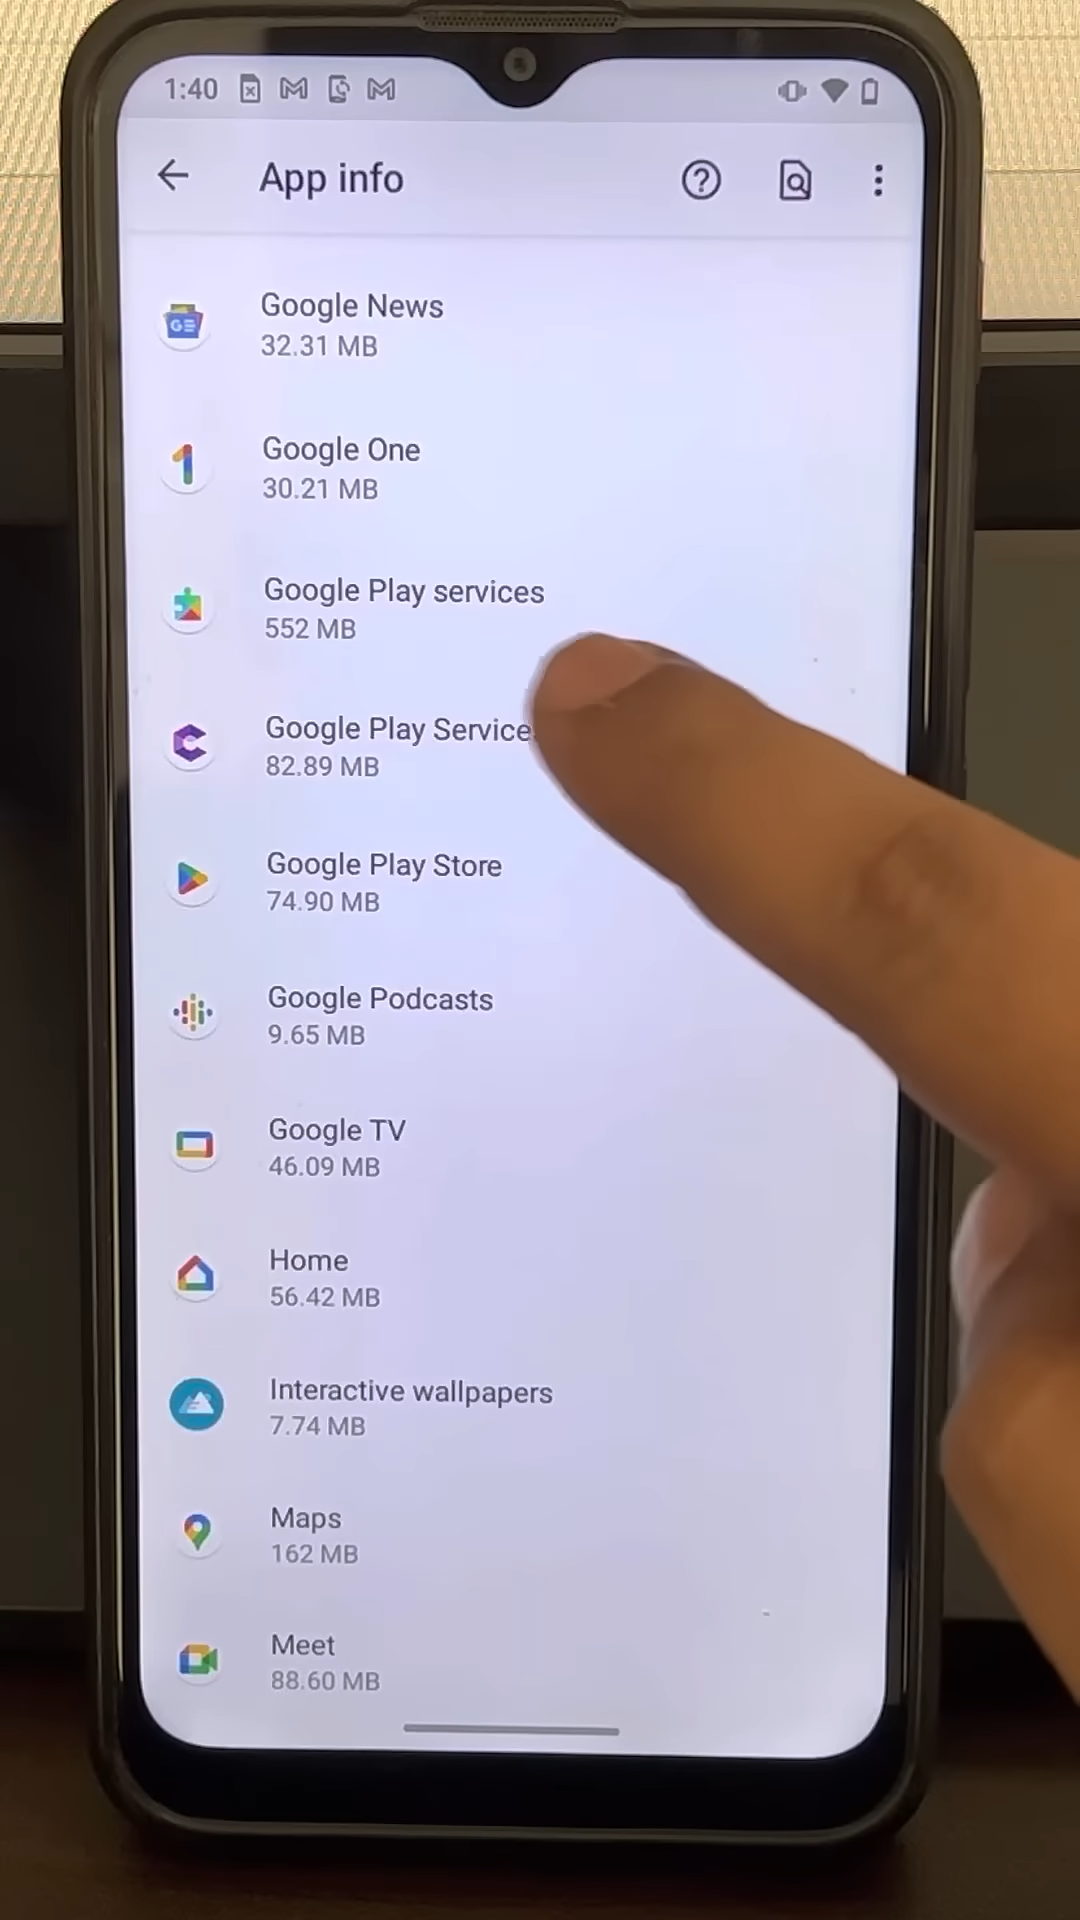 1:40
App info
Google News
32.31 MB
Google One
30.21 MB
Google Play services
552 MB
Google Play Service
82.89 MB
Google Play Store
74.90 MB
Google Podcasts
9.65 MB
Google TV
46.09 MB
Home
56.42 MB
Interactive wallpapers
7.74 MB
Maps
162 MB
Meet
88.60 MB